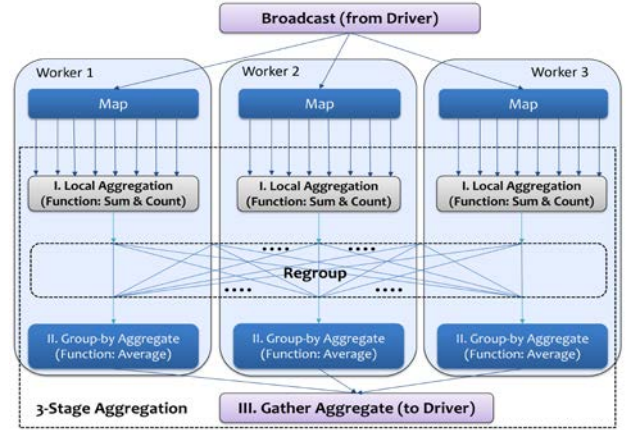 Broadcast (from Driver)
Worker 1
Worker 2
Worker 3
Map
Map
Map
I. Local Aggregation
(Function: Sum & Count)
I. Local Aggregation
(Function: Sum & Count)
I. Local Aggregation
(Function: Sum & Count)
Regroup
II. Group-by Aggregate
(Function: Average)
II. Group-by Aggregate
(Function: Average)
II. Group-by Aggregate
(Function: Average)
3-Stage Aggregation
III. Gather Aggregate (to Driver)